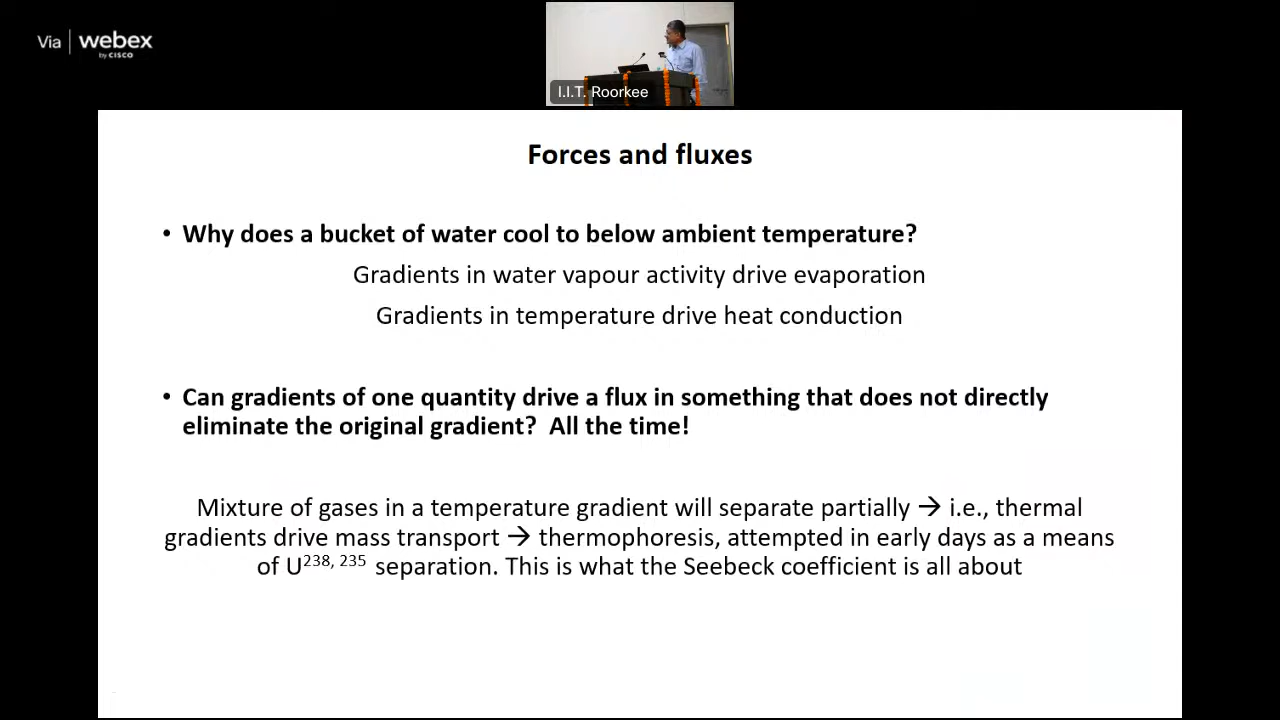 Via webex
by CISCO
I.I.T. Roorkee
Forces and fluxes
• Why does a bucket of water cool to below ambient temperature?
Gradients in water vapour activity drive evaporation
Gradients in temperature drive heat conduction
• Can gradients of one quantity drive a flux in something that does not directly
eliminate the original gradient? All the time!
Mixture of gases in a temperature gradient will separate partially → i.e., thermal
gradients drive mass transport → thermophoresis, attempted in early days as a means
of U²³⁸, ²³⁵ separation. This is what the Seebeck coefficient is all about